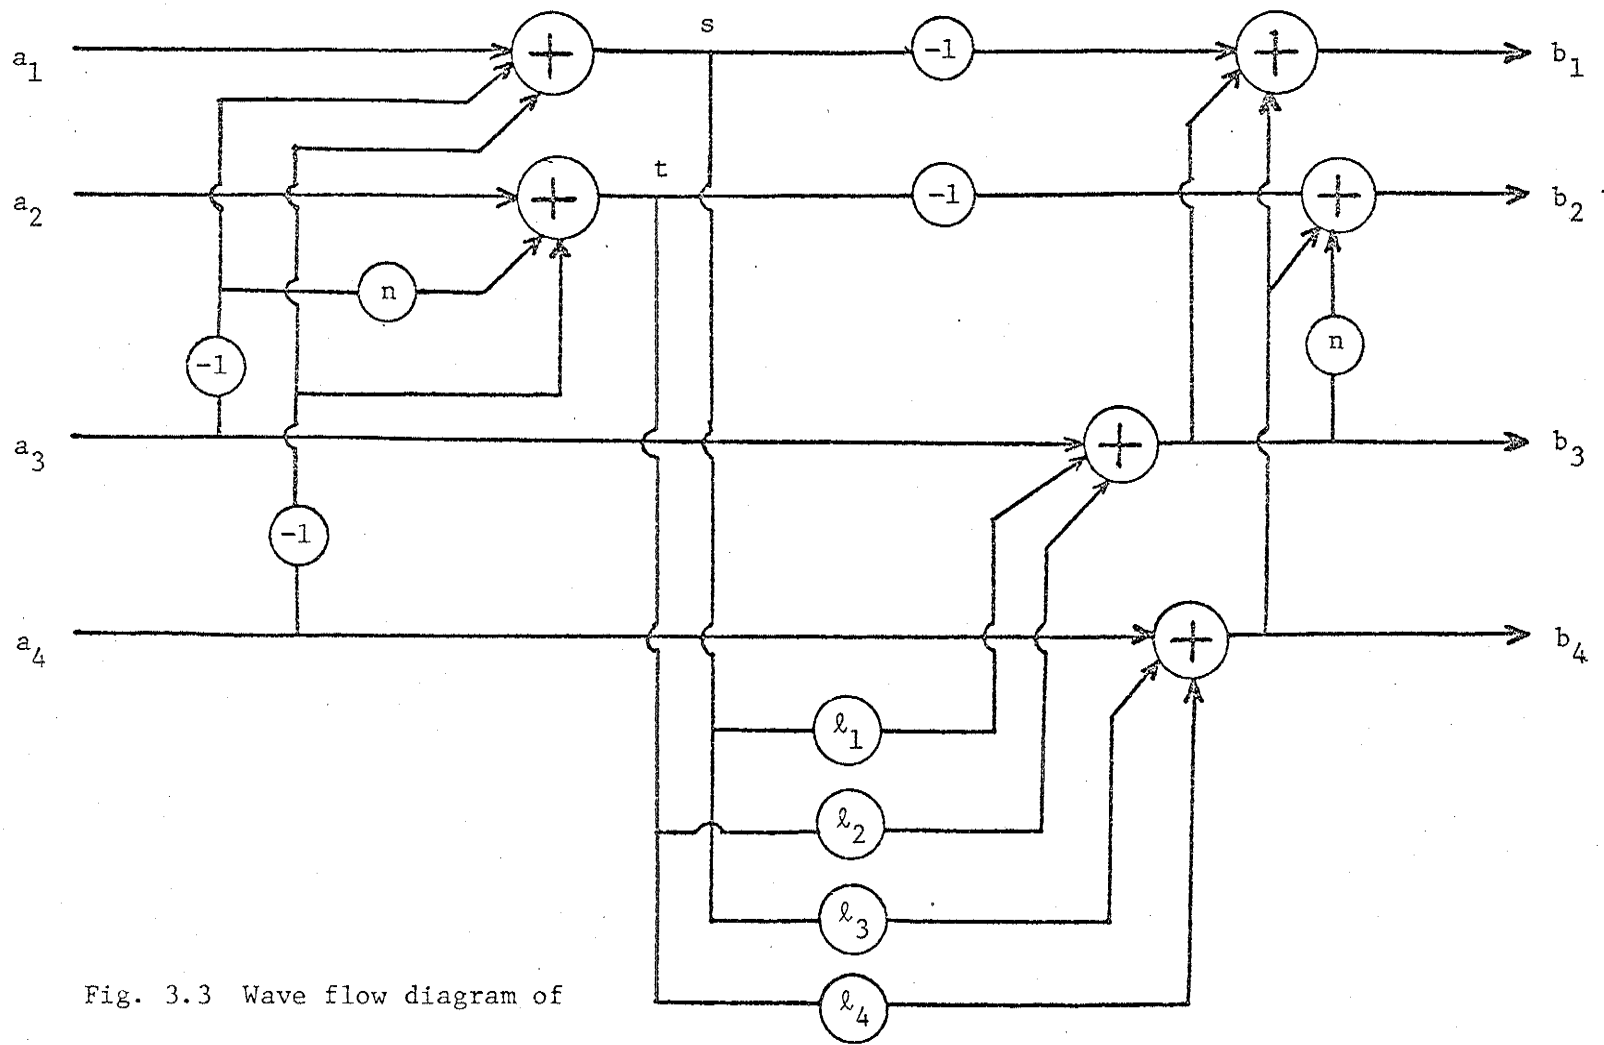 s
a1
-1
b1
t
a2
-1
b2
n
-1
n
a3
b3
-1
a4
b4
ℓ1
ℓ2
ℓ3
ℓ4
Fig. 3.3 Wave flow diagram of